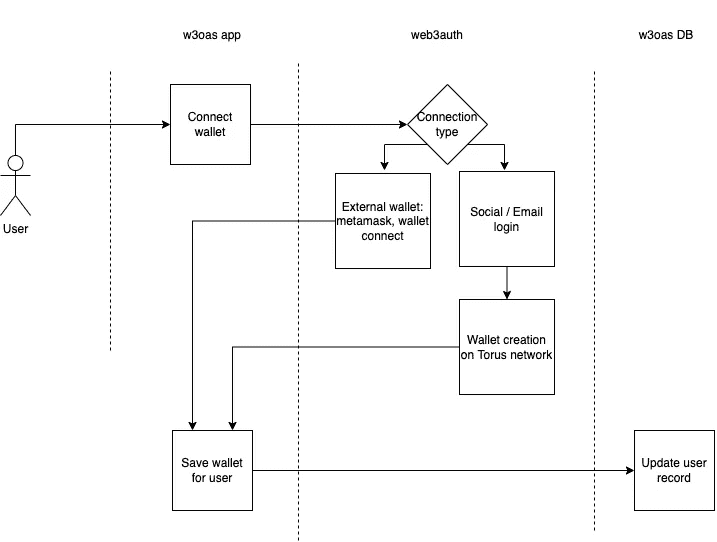 w3oas app
web3auth
w3oas DB
Connect
wallet
Connection
type
User
External wallet:
metamask, wallet
connect
Social / Email
login
Wallet creation
on Torus network
Save wallet
for user
Update user
record